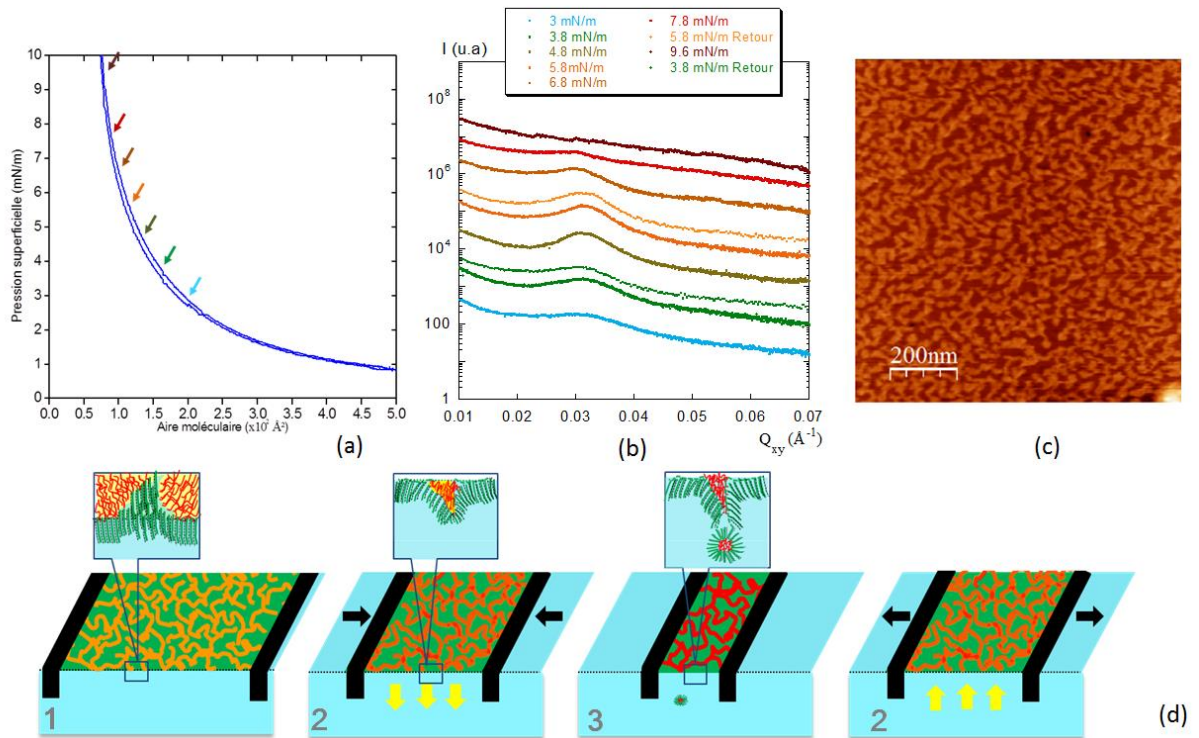 10
9
8
7
6
5
4
3
2
1
0
Pression superficielle (mN/m)
0.0 0.5 1.0 1.5 2.0 2.5 3.0 3.5 4.0 4.5 5.0
Aire moléculaire (x10² Å²)
(a)
3 mN/m
3.8 mN/m
4.8 mN/m
5.8mN/m
6.8 mN/m
7.8 mN/m
5.8 mN/m Retour
9.6 mN/m
3.8 mN/m Retour
I (u.a)
10⁸
10⁶
10⁴
100
1
0.01 0.02 0.03 0.04 0.05 0.06 0.07
Q_xy (Å⁻¹)
(b)
200nm
(c)
1
2
3
2
(d)